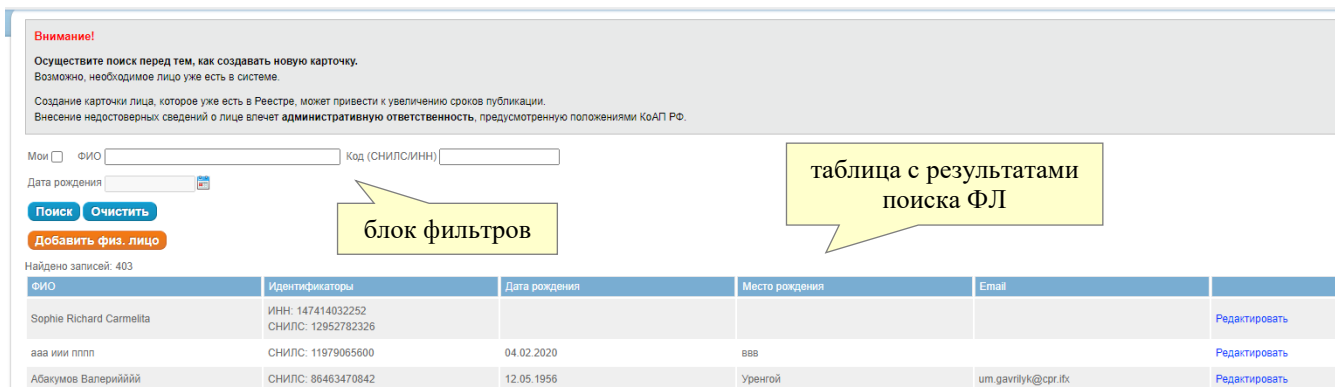 Внимание!
Осуществите поиск перед тем, как создавать новую карточку.
Возможно, необходимое лицо уже есть в системе.
Создание карточки лица, которое уже есть в Реестре, может привести к увеличению сроков публикации.
Внесение недостоверных сведений о лице влечет административную ответственность, предусмотренную положениями КоАП РФ.
Мои ФИО Код (СНИЛС/ИНН)
Дата рождения
таблица с результатами
поиска ФЛ
Поиск Очистить
блок фильтров
Добавить физ. лицо
Найдено записей: 403
ФИО Идентификаторы Дата рождения Место рождения Email
Sophie Richard Carmelita ИНН: 147414032252 Редактировать
СНИЛС: 12952782326
ааа иии пппп СНИЛС: 11979065600 04.02.2020 ввв Редактировать
Абакумов Валерийййй СНИЛС: 86463470842 12.05.1956 Уренгой um.gavrilyk@cpr.ifx Редактировать